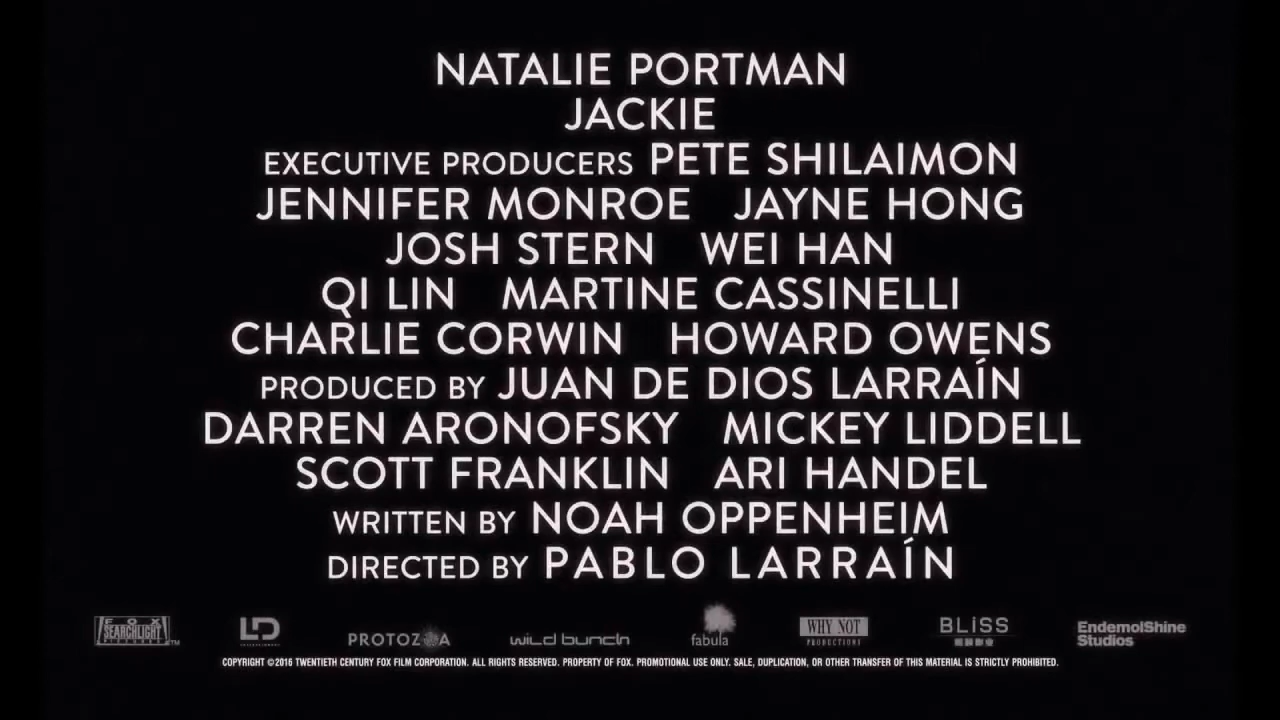 NATALIE PORTMAN
JACKIE
EXECUTIVE PRODUCERS PETE SHILAIMON
JENNIFER MONROE JAYNE HONG
JOSH STERN WEI HAN
QI LIN MARTINE CASSINELLI
CHARLIE CORWIN HOWARD OWENS
PRODUCED BY JUAN DE DIOS LARRAÍN
DARREN ARONOFSKY MICKEY LIDDELL
SCOTT FRANKLIN ARI HANDEL
WRITTEN BY NOAH OPPENHEIM
DIRECTED BY PABLO LARRAÍN
FOX SEARCHLIGHT PICTURES™
LD ENTERTAINMENT
PROTOZOA
wild bunch
fabula
WHY NOT PRODUCTIONS
BLiSS
EndemolShine Studios
COPYRIGHT ©2016 TWENTIETH CENTURY FOX FILM CORPORATION. ALL RIGHTS RESERVED. PROPERTY OF FOX. PROMOTIONAL USE ONLY. SALE, DUPLICATION, OR OTHER TRANSFER OF THIS MATERIAL IS STRICTLY PROHIBITED.